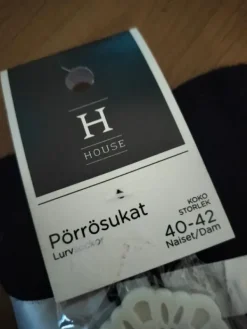 H
HOUSE
Pörrösukat
KOKO
STORLEK
40-42
Naiset/Dam